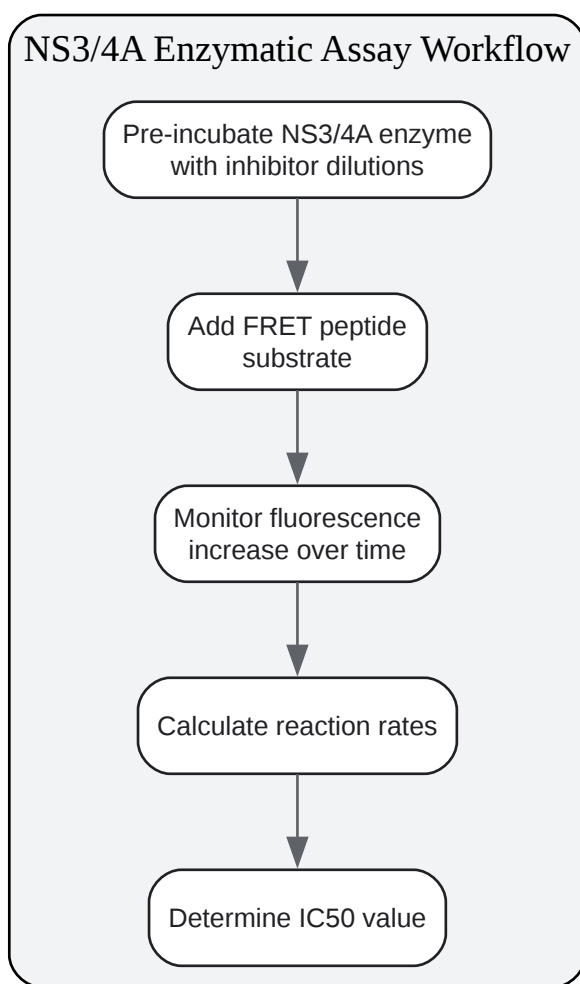 NS3/4A Enzymatic Assay Workflow
Pre-incubate NS3/4A enzyme
with inhibitor dilutions
Add FRET peptide
substrate
Monitor fluorescence
increase over time
Calculate reaction rates
Determine IC50 value